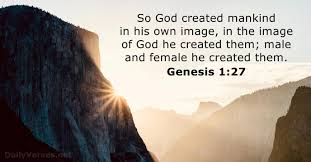 So God created mankind
in his own image, in the image
of God he created them; male
and female he created them.
Genesis 1:27
DailyVerses.net